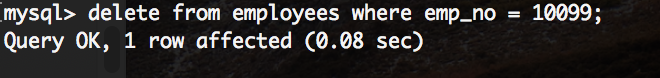 mysql> delete from employees where emp_no = 10099;
Query OK, 1 row affected (0.08 sec)